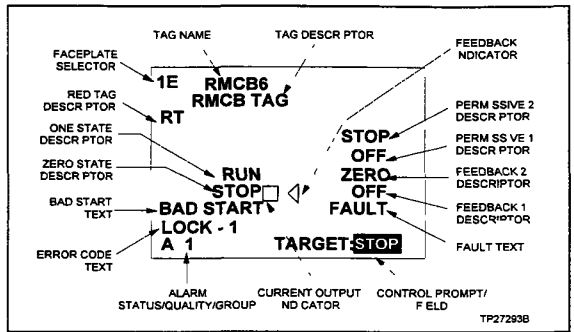 TAG NAME
TAG DESCR PTOR
FEEDBACK
NDICATOR
FACEPLATE
SELECTOR
1E
RMCB6
RMCB TAG
RED TAG
DESCR PTOR
RT
ONE STATE
DESCR PTOR
ZERO STATE
DESCR PTOR
BAD START
TEXT
ERROR CODE
TEXT
RUN
STOP
BAD START
LOCK - 1
A 1
STOP
OFF
ZERO
OFF
FAULT
TARGET:STOP
PERM SSIVE 2
DESCR PTOR
PERM SS VE 1
DESCR PTOR
FEEDBACK 2
DESCRIPTOR
FEEDBACK 1
DESCRIPTOR
FAULT TEXT
ALARM
STATUS/QUALITY/GROUP
CURRENT OUTPUT
ND CATOR
CONTROL PROMPT/
F ELD
TP27293B